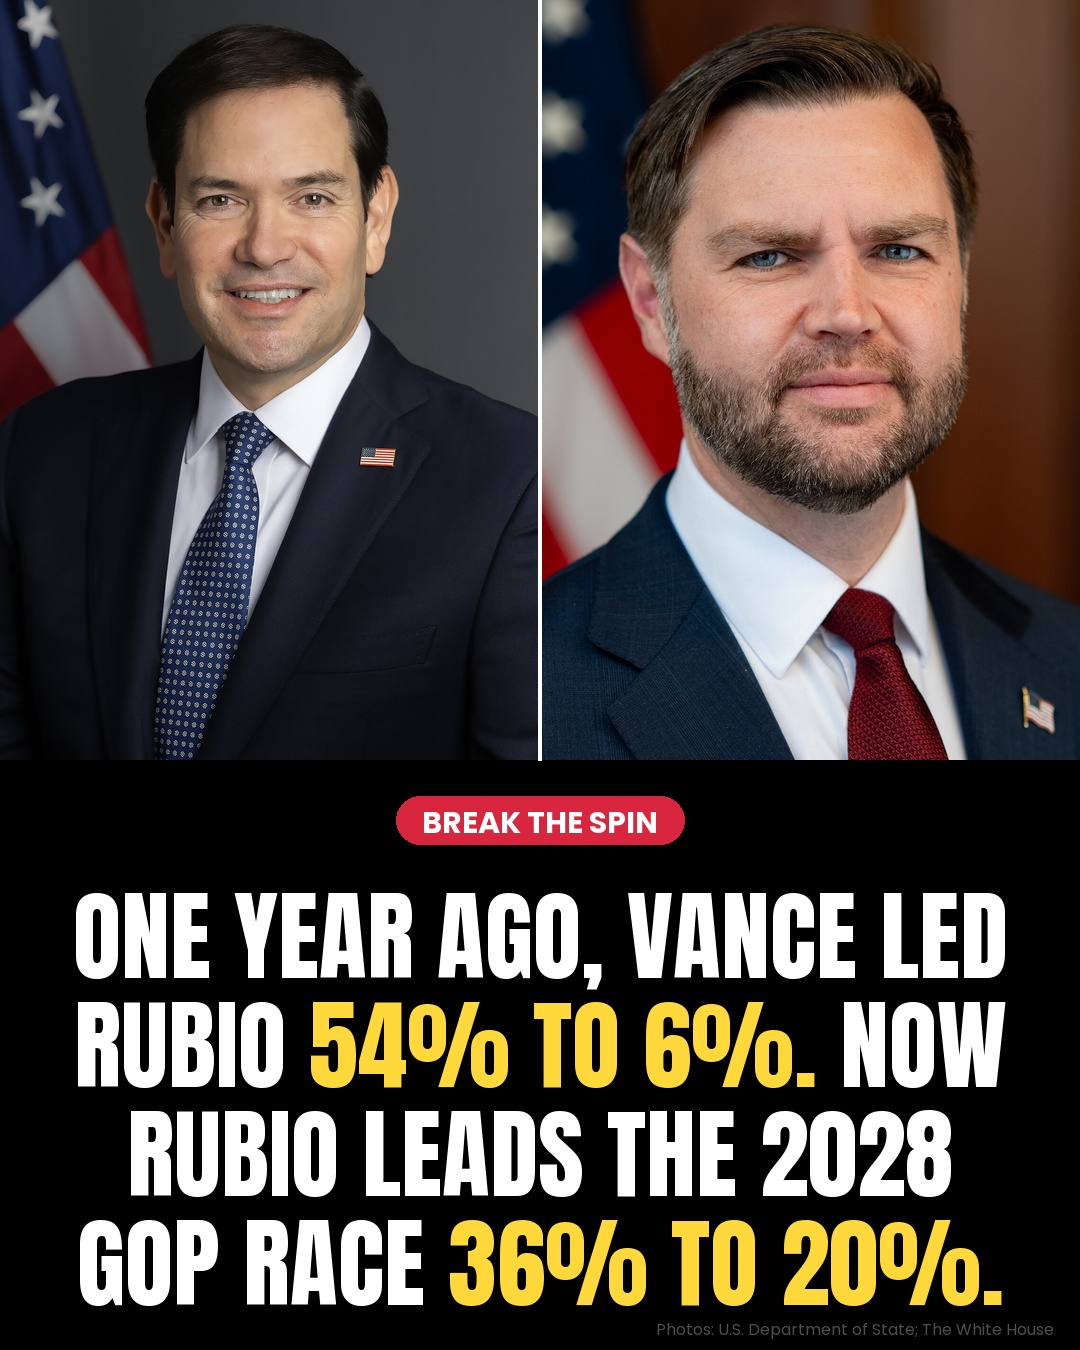 BREAK THE SPIN
ONE YEAR AGO, VANCE LED
RUBIO 54% TO 6%. NOW
RUBIO LEADS THE 2028
GOP RACE 36% TO 20%.
Photos: U.S. Department of State; The White House